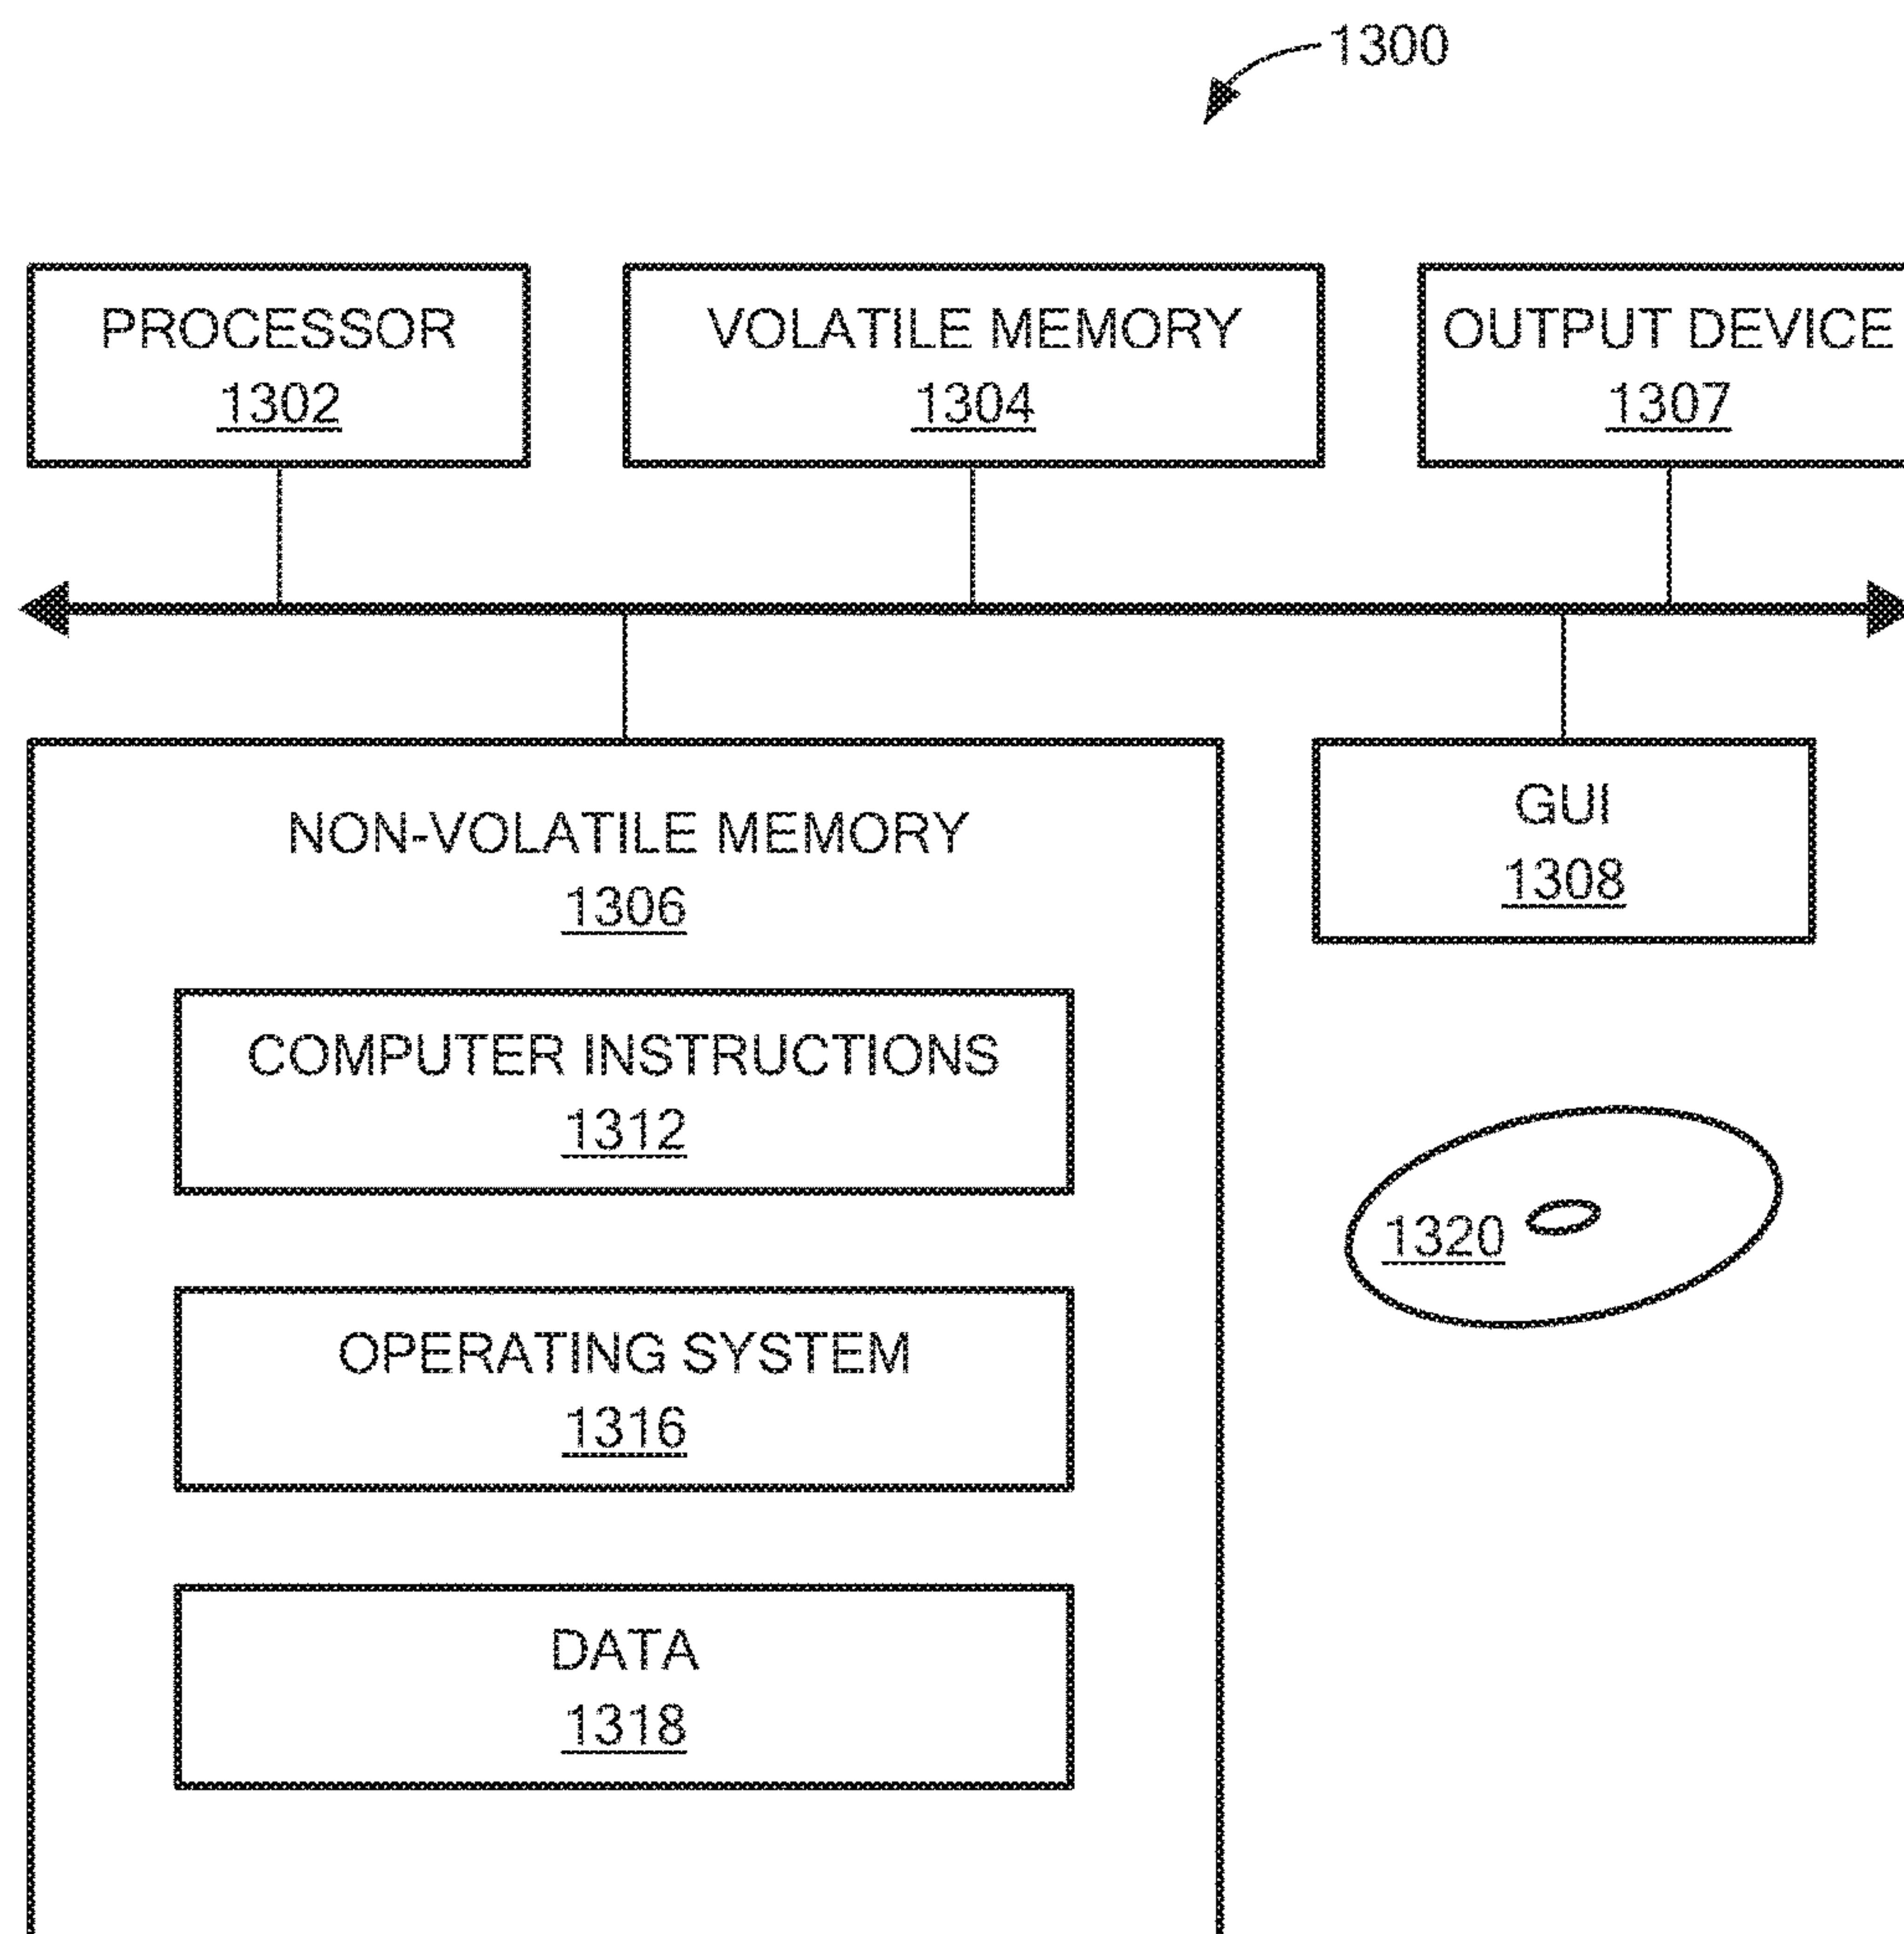 1300
PROCESSOR
1302
VOLATILE MEMORY
1304
OUTPUT DEVICE
1307
NON-VOLATILE MEMORY
1306
GUI
1308
COMPUTER INSTRUCTIONS
1312
1320
OPERATING SYSTEM
1316
DATA
1318